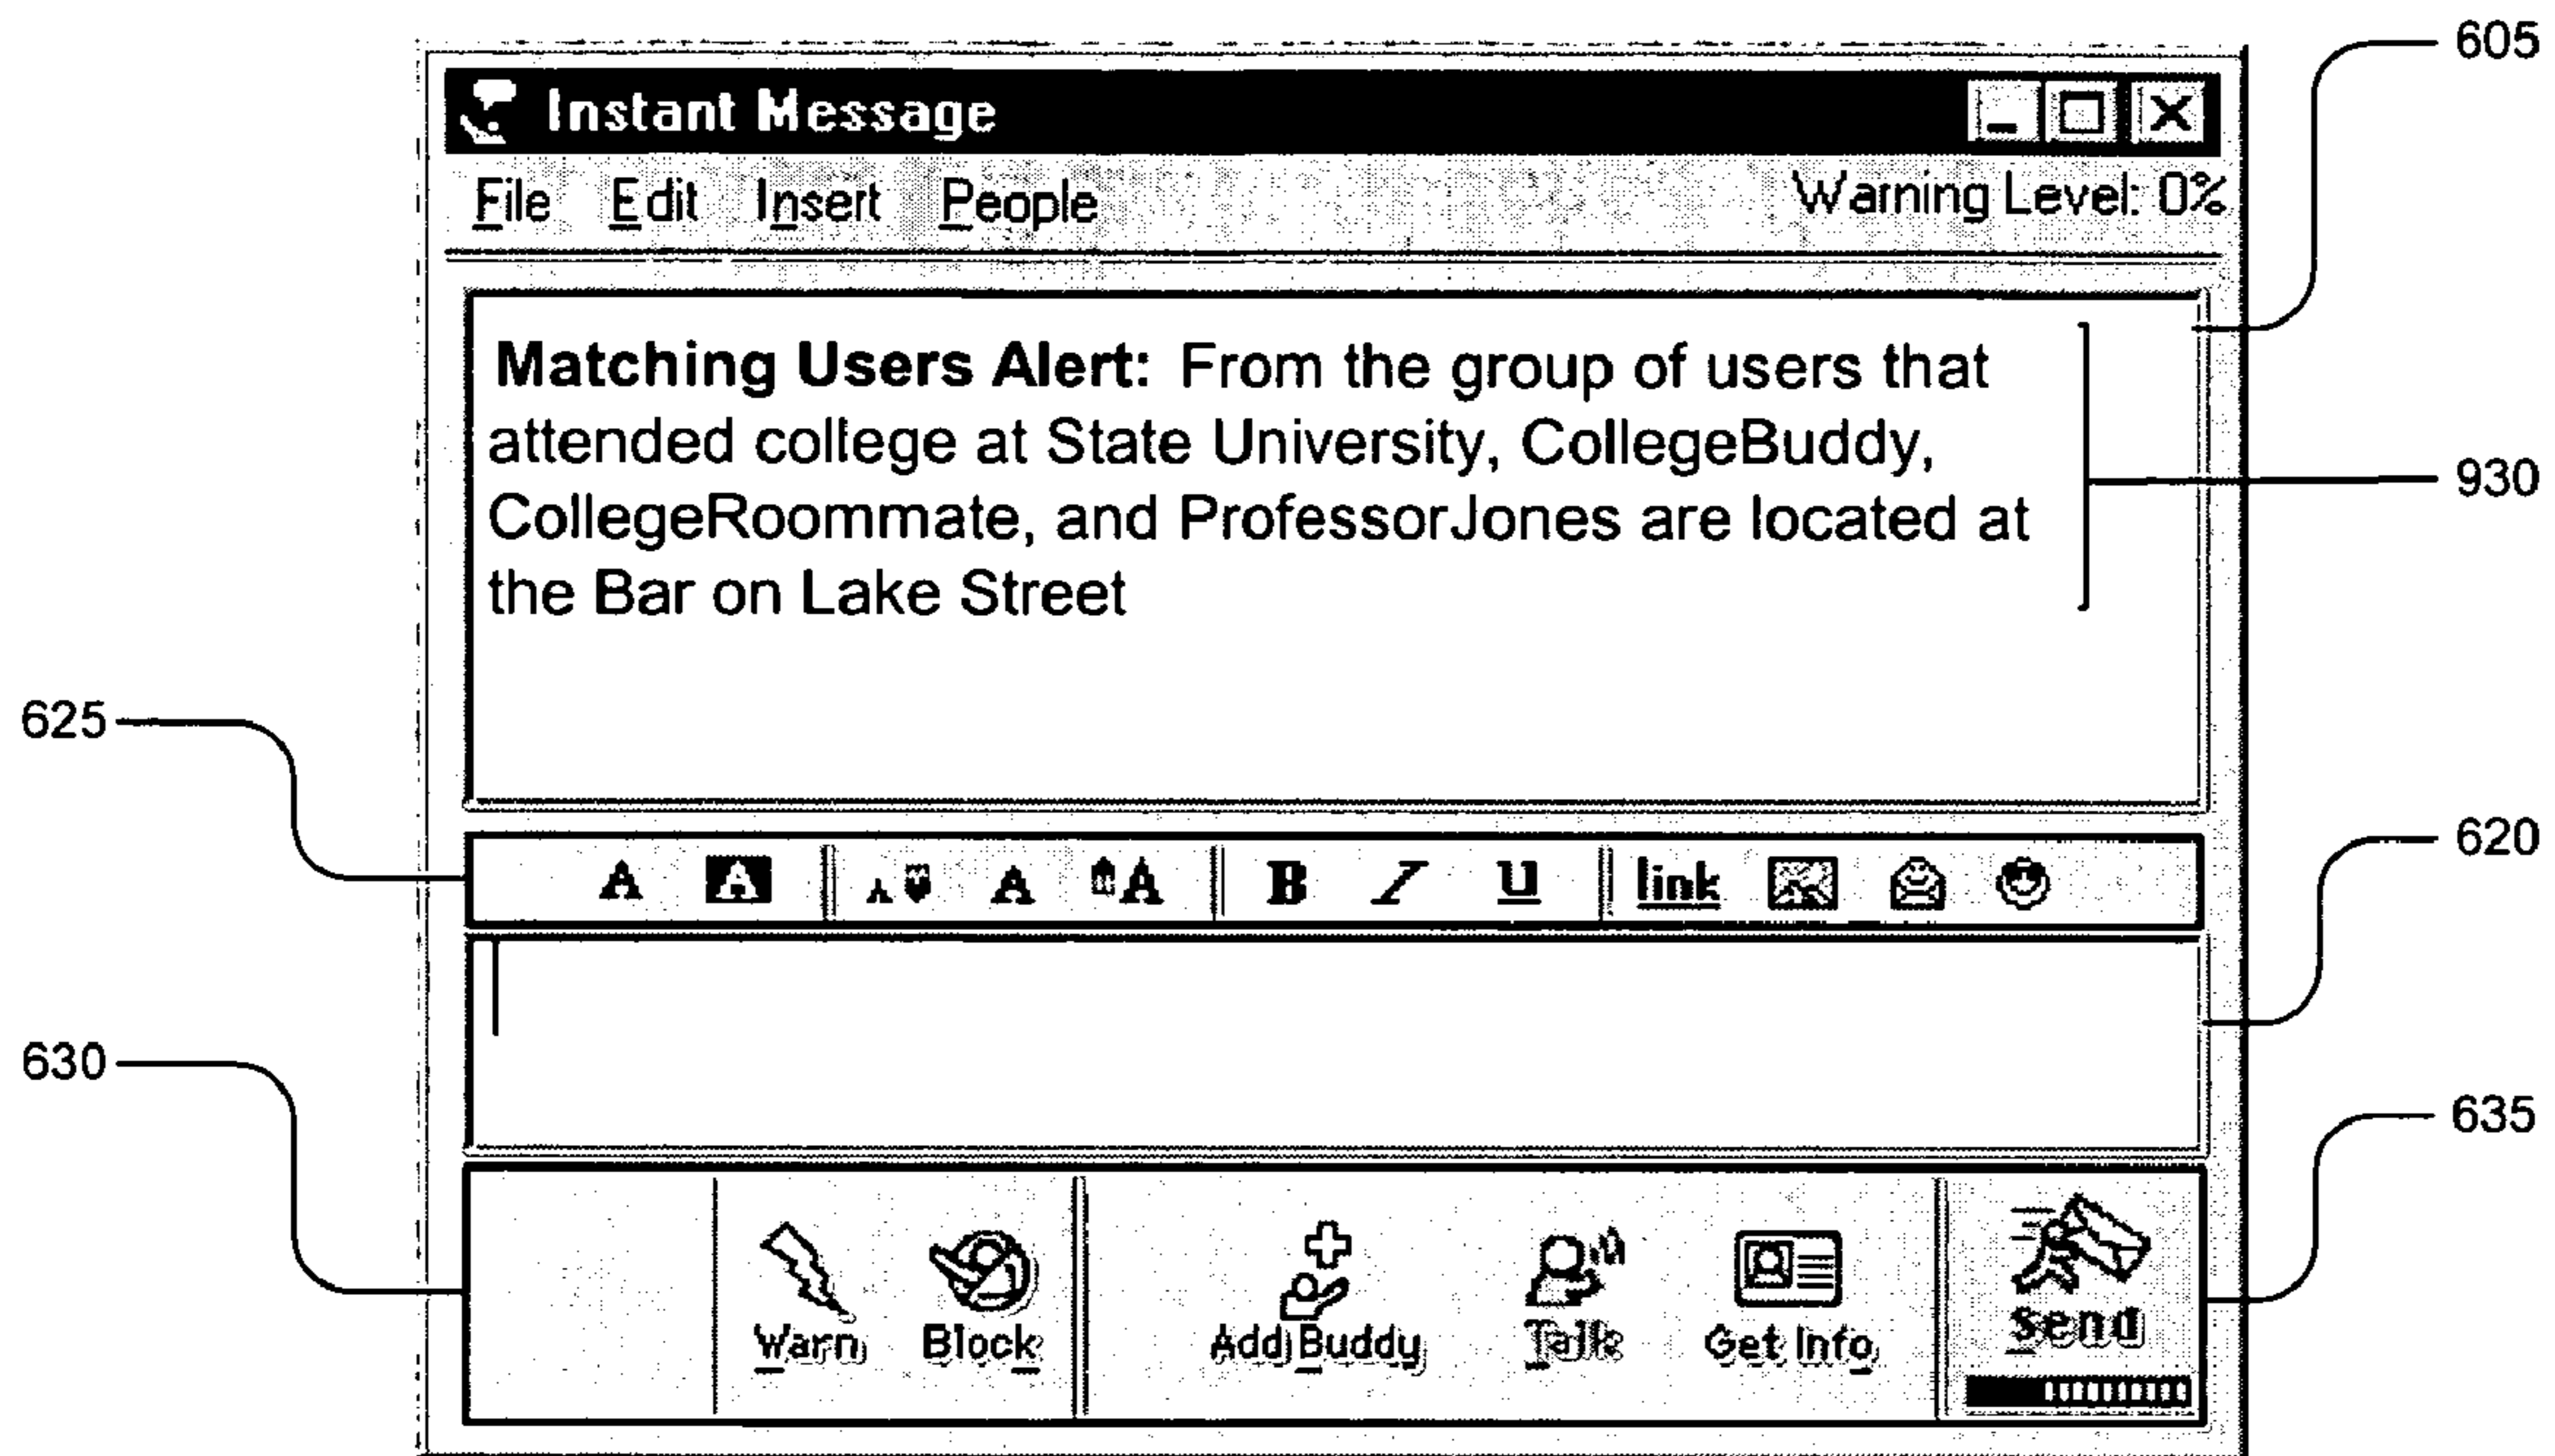 605
Instant Message
File Edit Insert People Warning Level: 0%
Matching Users Alert: From the group of users that
attended college at State University, CollegeBuddy,
CollegeRoommate, and ProfessorJones are located at
the Bar on Lake Street
930
625
A A A A A B I U link
620
630
Warn Block Add Buddy Talk Get Info Send
635